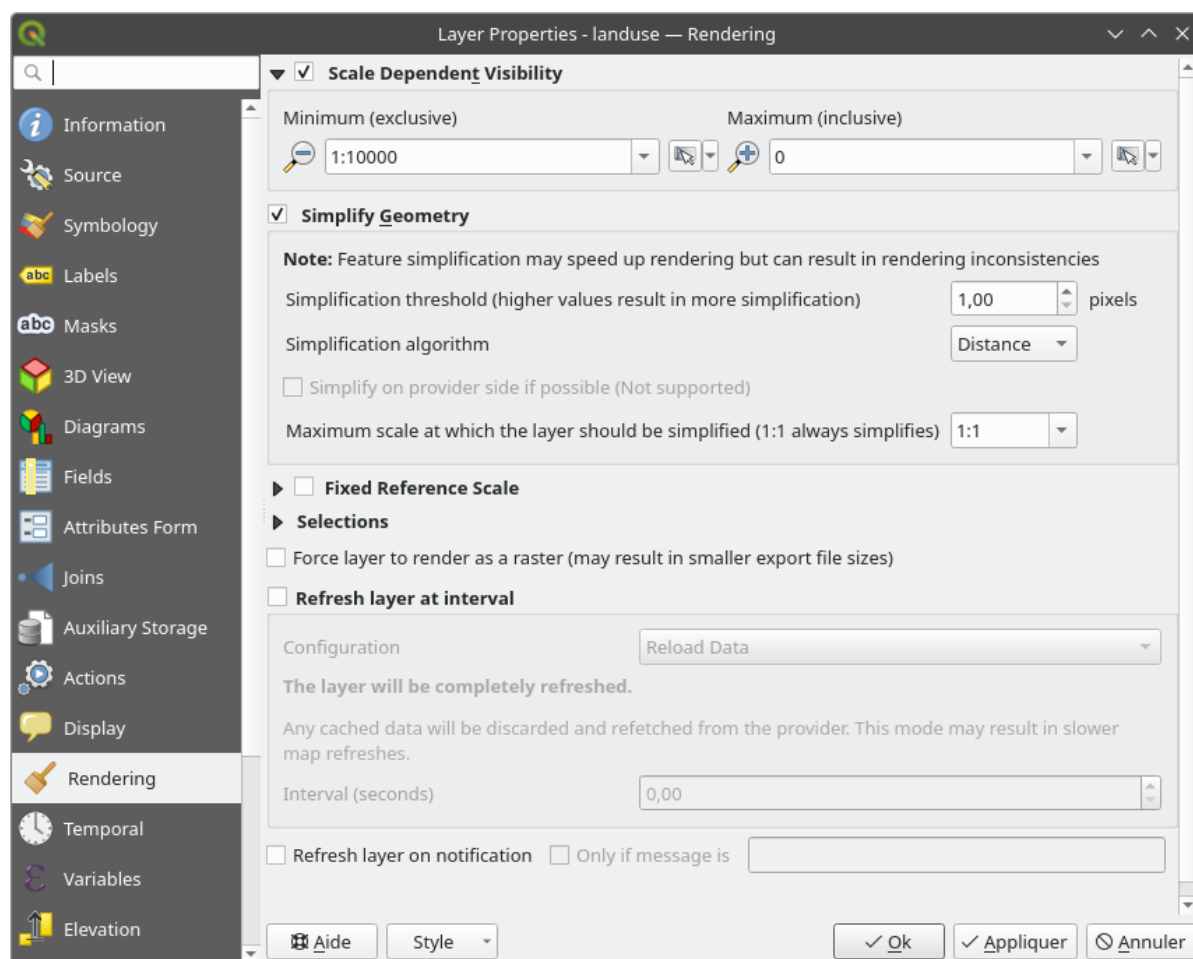 Layer Properties - landuse — Rendering
Information
Source
Symbology
abc Labels
abc Masks
3D View
Diagrams
Fields
Attributes Form
Joins
Auxiliary Storage
Actions
Display
Rendering
Temporal
Variables
Elevation
Scale Dependent Visibility
Minimum (exclusive) Maximum (inclusive)
1:10000 0
Simplify Geometry
Note: Feature simplification may speed up rendering but can result in rendering inconsistencies
Simplification threshold (higher values result in more simplification) 1,00 pixels
Simplification algorithm Distance
Simplify on provider side if possible (Not supported)
Maximum scale at which the layer should be simplified (1:1 always simplifies) 1:1
Fixed Reference Scale
Selections
Force layer to render as a raster (may result in smaller export file sizes)
Refresh layer at interval
Configuration Reload Data
The layer will be completely refreshed.
Any cached data will be discarded and refetched from the provider. This mode may result in slower
map refreshes.
Interval (seconds) 0,00
Refresh layer on notification Only if message is
Aide Style Ok Appliquer Annuler